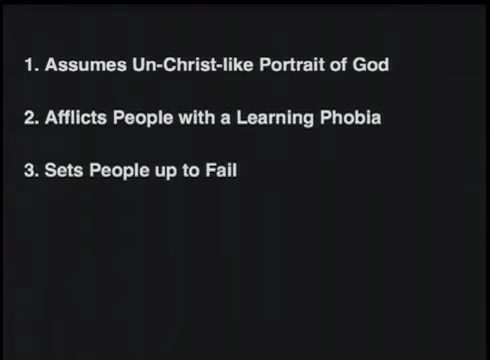 1. Assumes Un-Christ-like Portrait of God
2. Afflicts People with a Learning Phobia
3. Sets People up to Fail